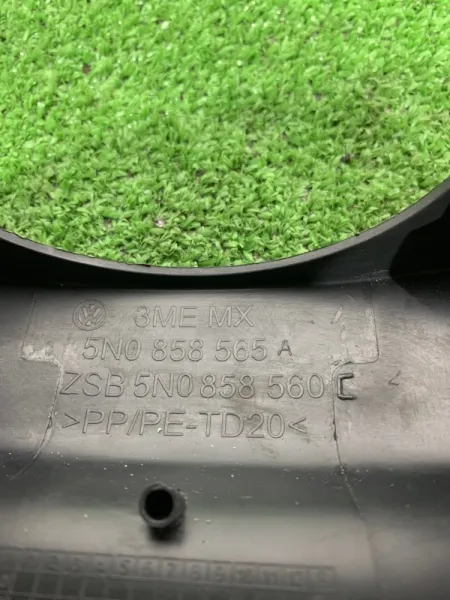 3ME MX
5N0 858 565 A
ZSB 5N0 858 560 C
>PP/PE-TD20<